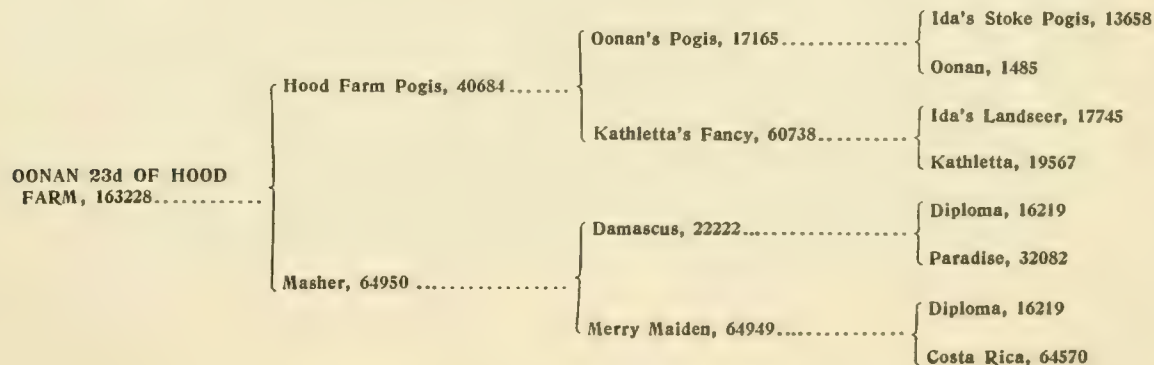 Ida's Stoke Pogis, 13658
Oonan's Pogis, 17165
Oonan, 1485
Hood Farm Pogis, 40684
Ida's Landseer, 17745
Kathletta's Fancy, 60738
Kathletta, 19567
OONAN 23d OF HOOD
FARM, 163228
Diploma, 16219
Damascus, 22222
Paradise, 32082
Masher, 64950
Diploma, 16219
Merry Maiden, 64949
Costa Rica, 64570